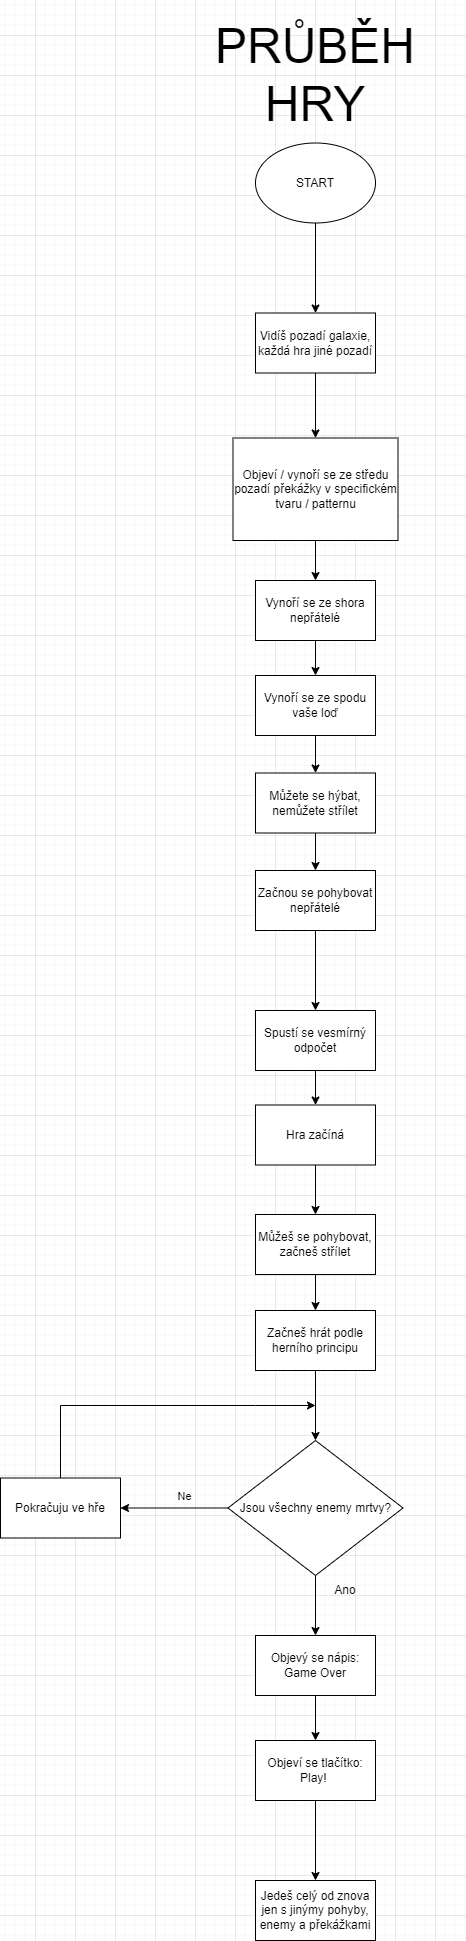 PRŮBĚH
HRY
START
Vidíš pozadí galaxie,
každá hra jiné pozadí
Objeví / vynoří se ze středu
pozadí překážky v specifickém
tvaru / patternu
Vynoří se ze shora
nepřátelé
Vynoří se ze spodu
vaše loď
Můžete se hýbat,
nemůžete střílet
Začnou se pohybovat
nepřátelé
Spustí se vesmírný
odpočet
Hra začíná
Můžeš se pohybovat,
začneš střílet
Začneš hrát podle
herního principu
Pokračuju ve hře
Ne
Jsou všechny enemy mrtvy?
Ano
Objevý se nápis:
Game Over
Objeví se tlačítko:
Play!
Jedeš celý od znova
jen s jinýmy pohyby,
enemy a překážkami